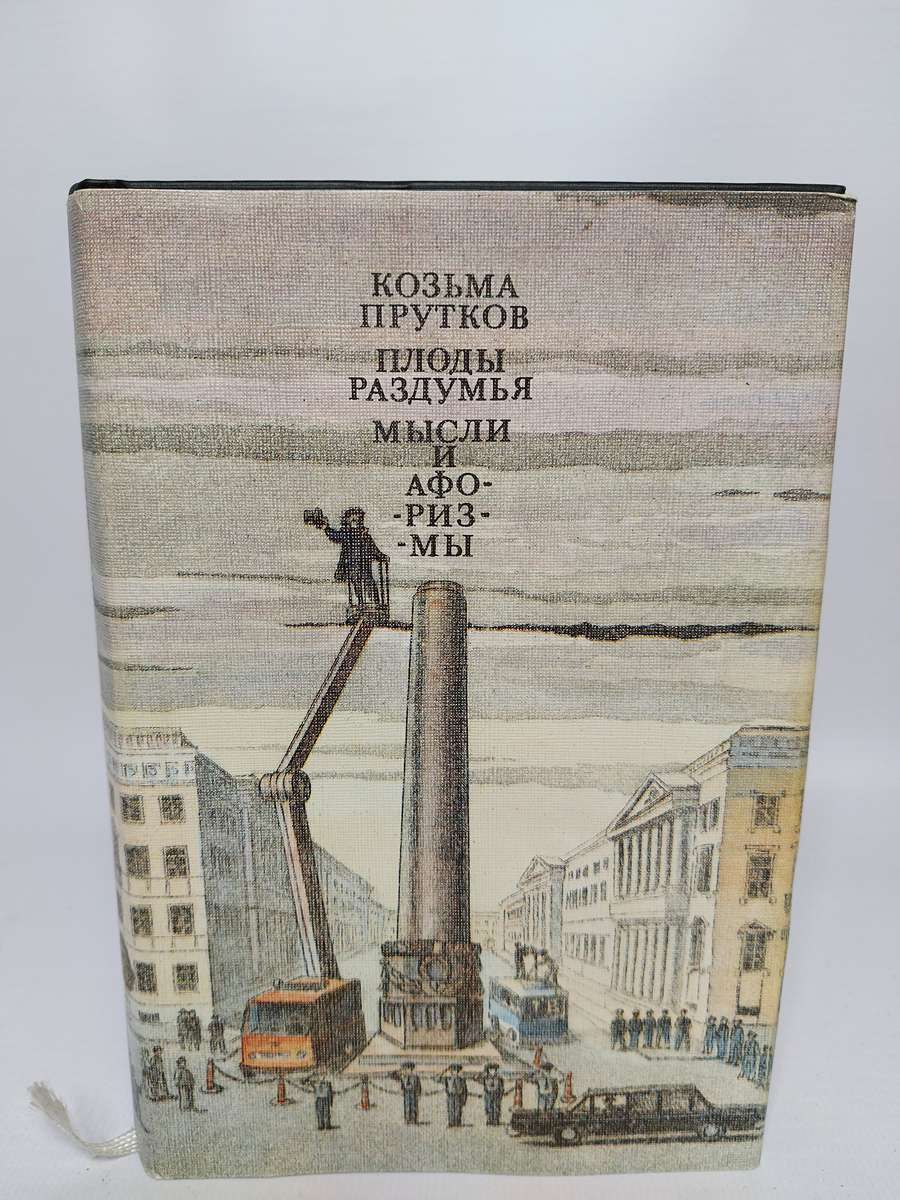 КОЗЬМА
ПРУТКОВ
ПЛОДЫ
РАЗДУМЬЯ
МЫСЛИ
И
АФО-
-РИЗ-
-МЫ